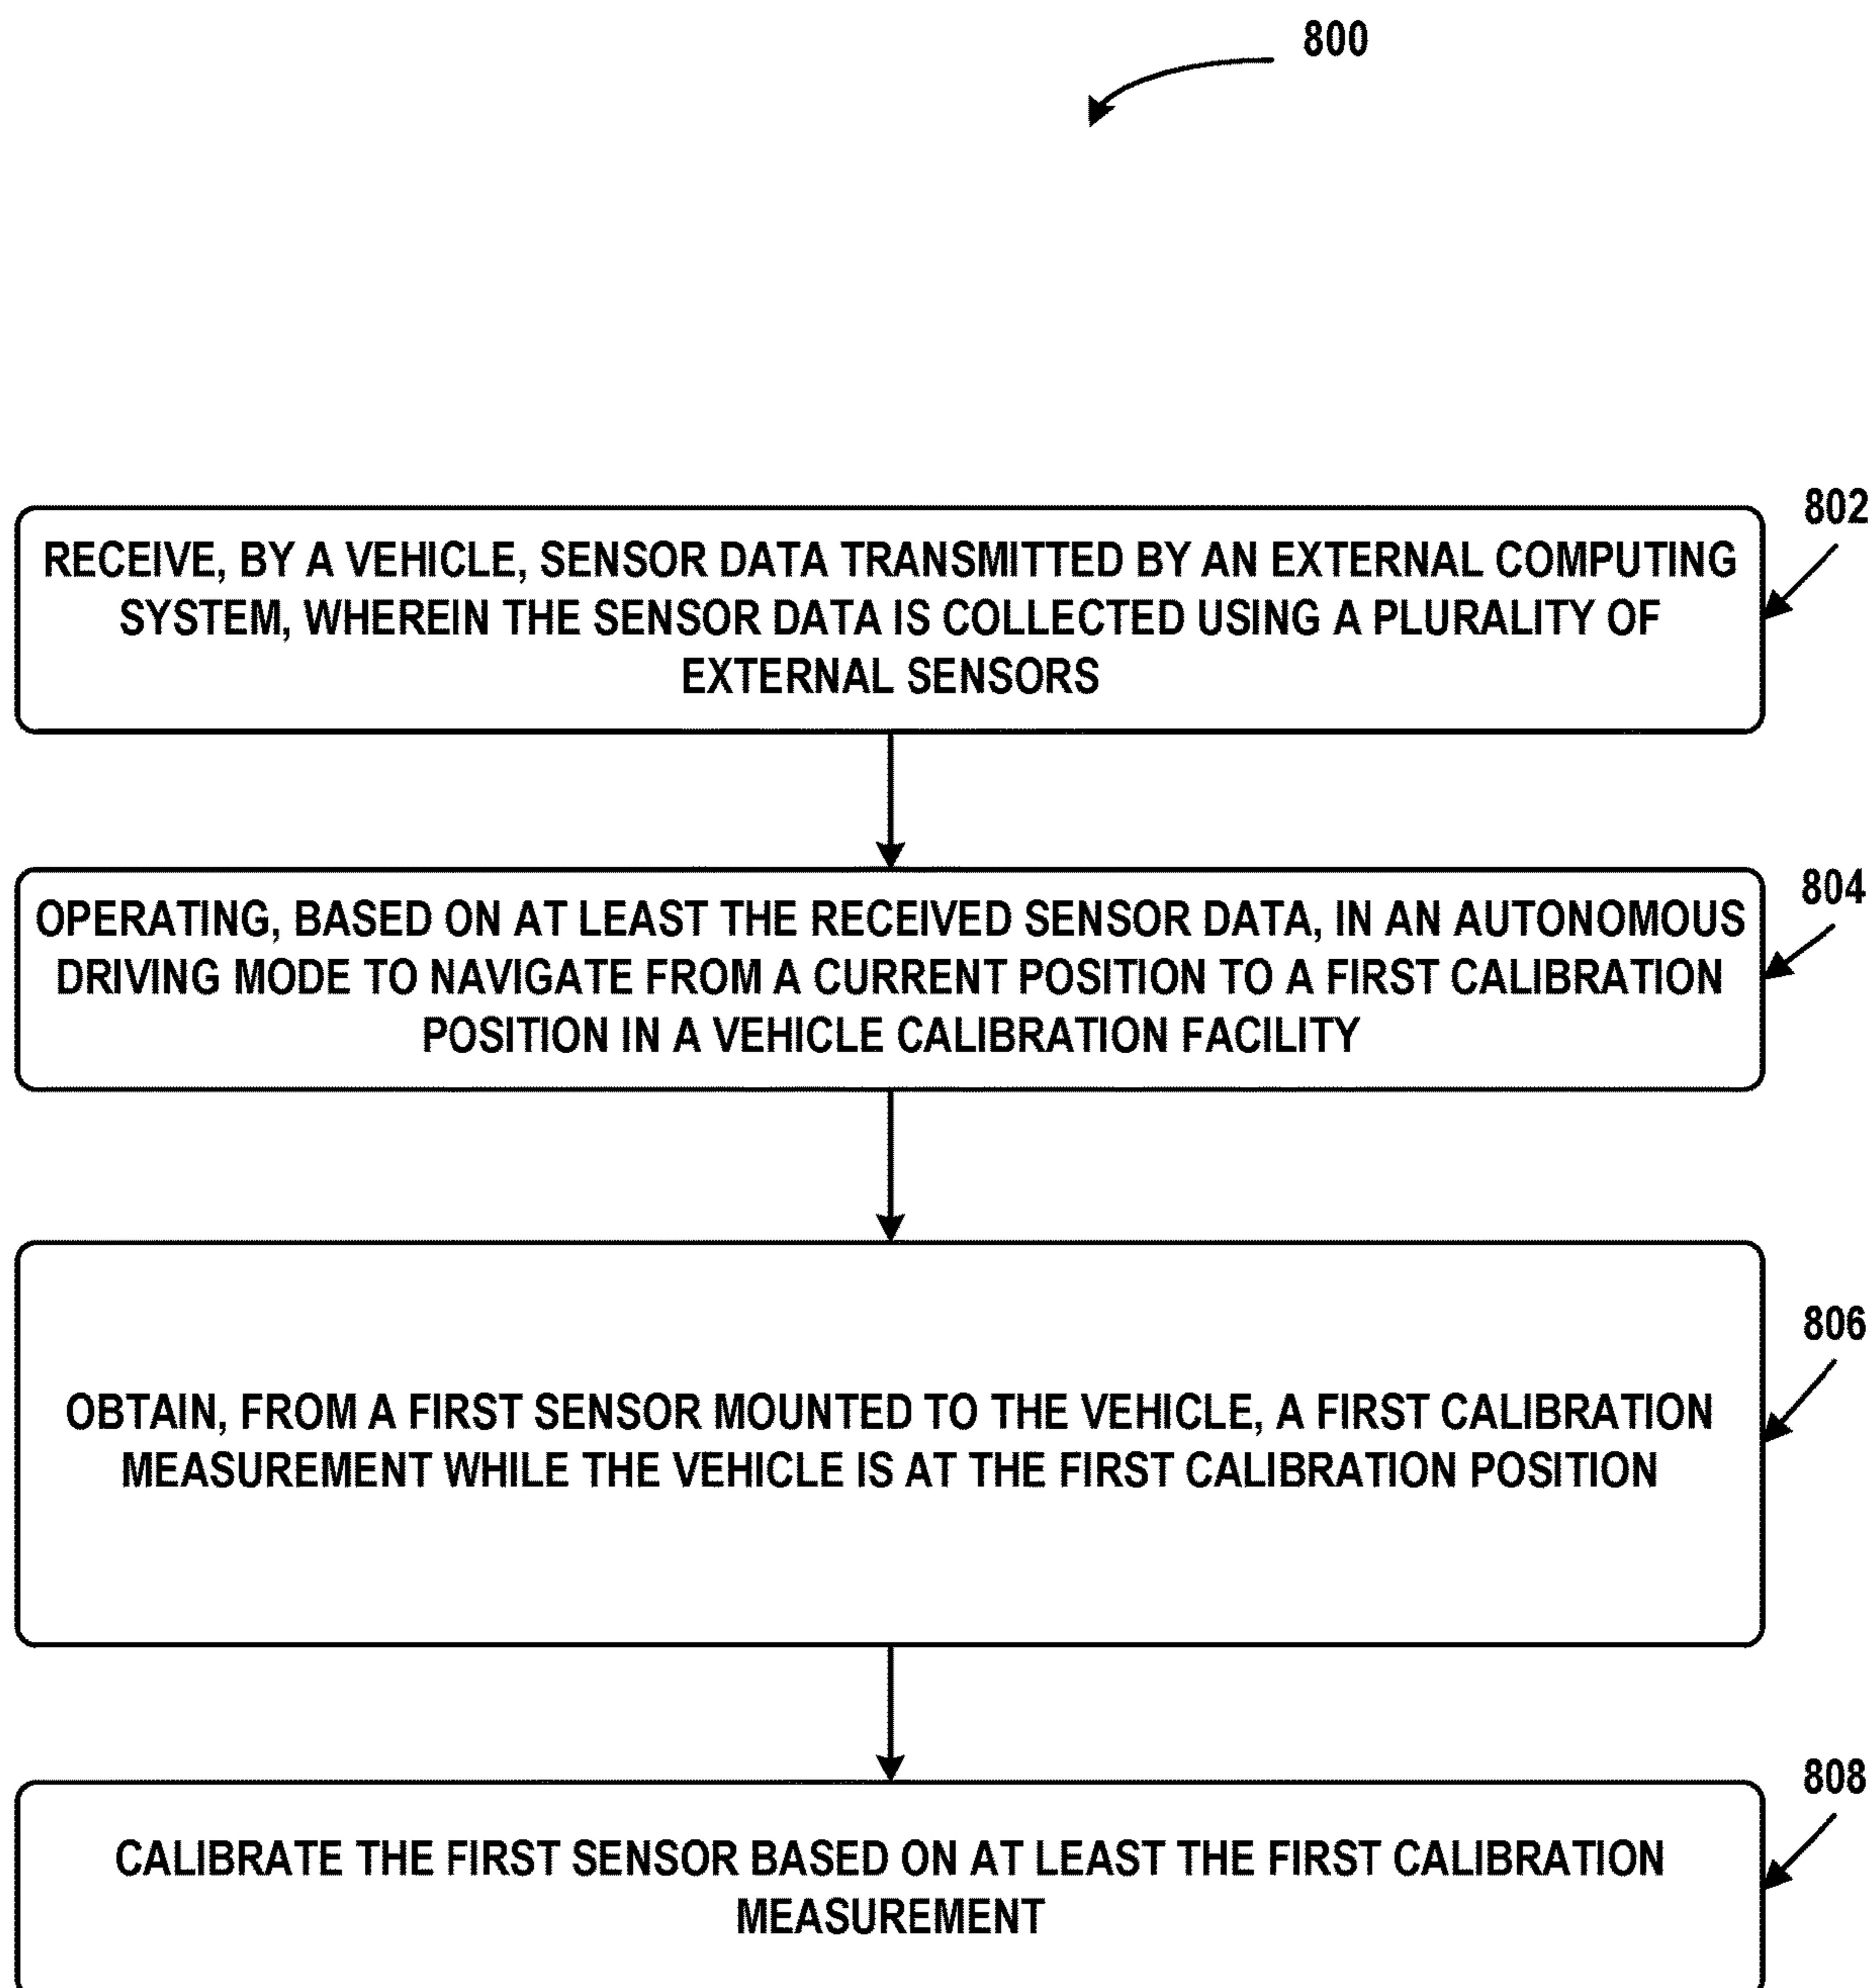 800
802
RECEIVE, BY A VEHICLE, SENSOR DATA TRANSMITTED BY AN EXTERNAL COMPUTING
SYSTEM, WHEREIN THE SENSOR DATA IS COLLECTED USING A PLURALITY OF
EXTERNAL SENSORS
804
OPERATING, BASED ON AT LEAST THE RECEIVED SENSOR DATA, IN AN AUTONOMOUS
DRIVING MODE TO NAVIGATE FROM A CURRENT POSITION TO A FIRST CALIBRATION
POSITION IN A VEHICLE CALIBRATION FACILITY
806
OBTAIN, FROM A FIRST SENSOR MOUNTED TO THE VEHICLE, A FIRST CALIBRATION
MEASUREMENT WHILE THE VEHICLE IS AT THE FIRST CALIBRATION POSITION
808
CALIBRATE THE FIRST SENSOR BASED ON AT LEAST THE FIRST CALIBRATION
MEASUREMENT